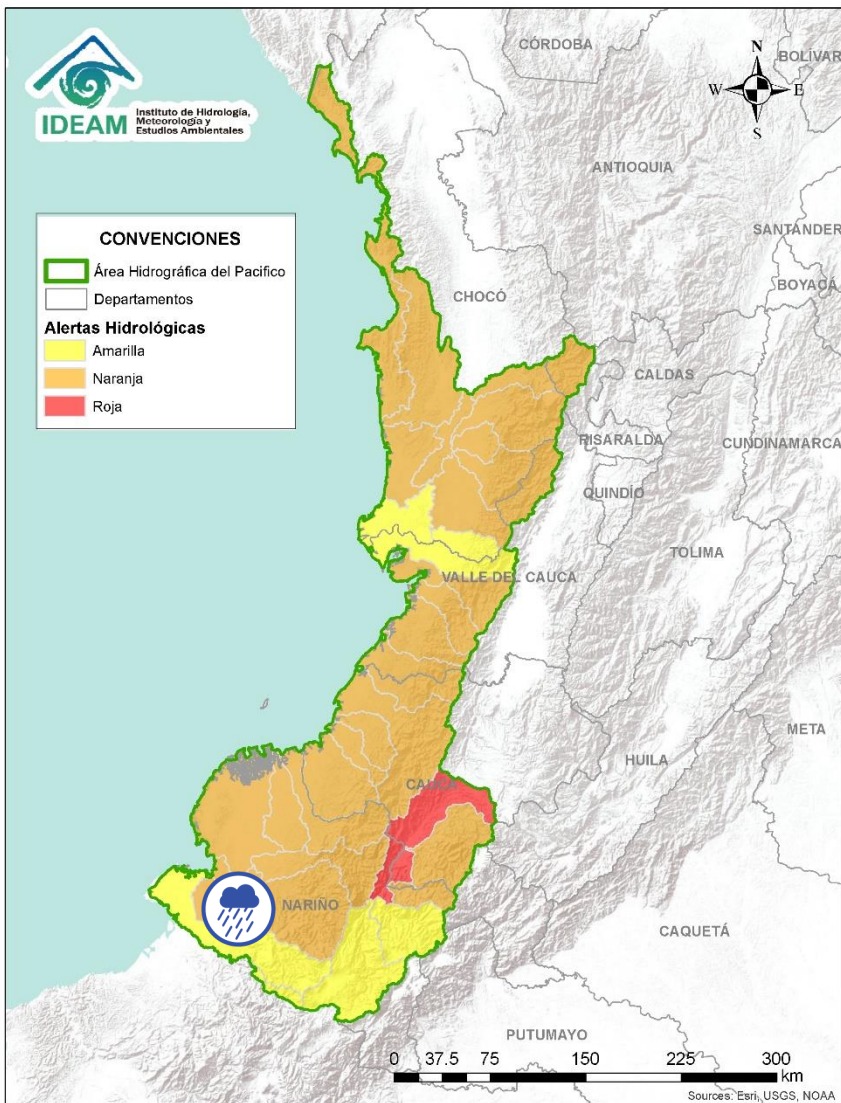 IDEAM
Instituto de Hidrología,
Meteorología y
Estudios Ambientales
N
W
E
S
CÓRDOBA
BOLÍVAR
ANTIOQUIA
SANTANDER
BOYACÁ
CHOCÓ
CALDAS
RISARALDA
CUNDINAMARCA
QUINDÍO
TOLIMA
VALLE DEL CAUCA
META
HUILA
CAUCA
NARIÑO
CAQUETÁ
PUTUMAYO
CONVENCIONES
Área Hidrográfica del Pacifico
Departamentos
Alertas Hidrológicas
Amarilla
Naranja
Roja
0 37.5 75 150 225 300
km
Sources: Esri, USGS, NOAA